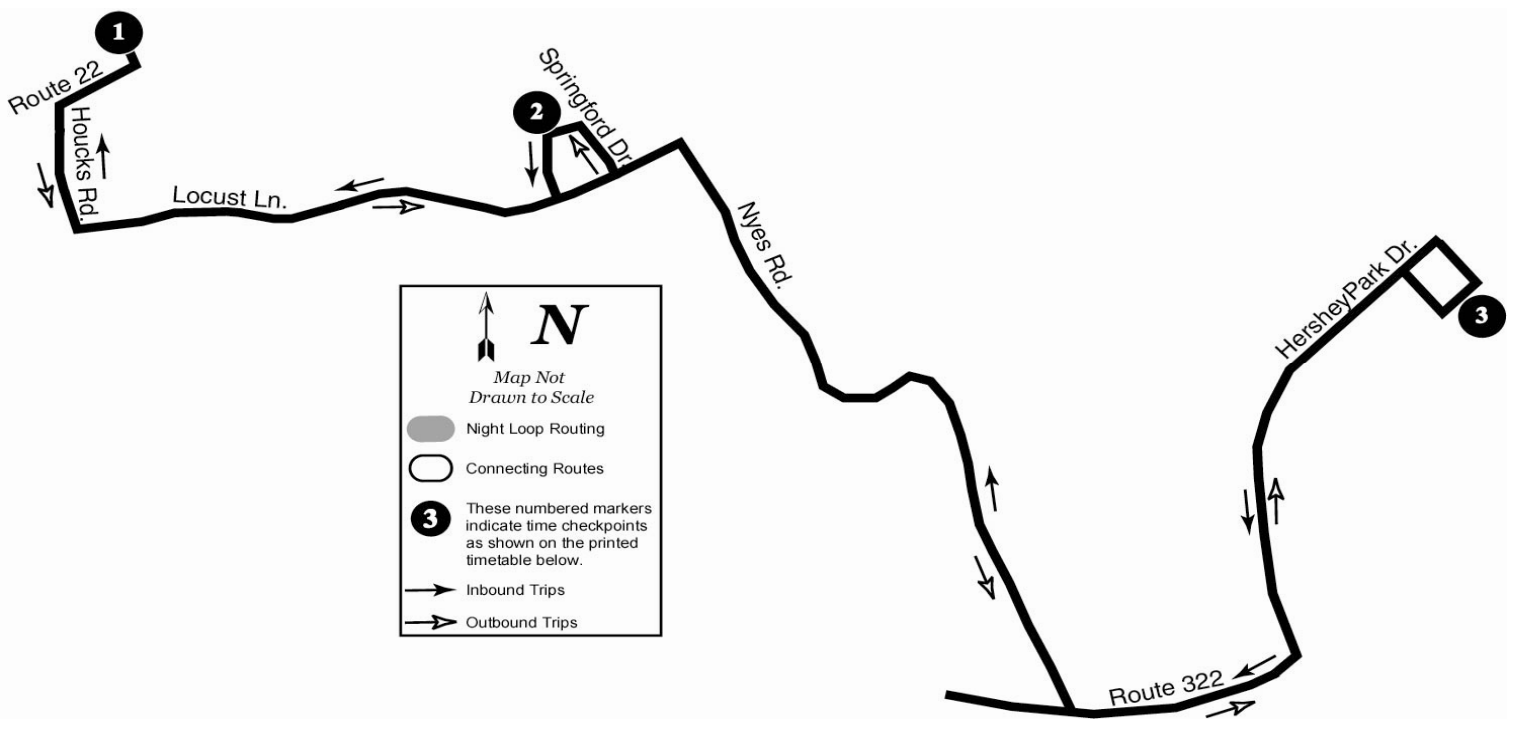 1
Route 22
Houcks Rd.
Locust Ln.
2
Springford Dr.
Nyes Rd.
HersheyPark Dr.
3
Route 322
N
Map Not
Drawn to Scale
Night Loop Routing
Connecting Routes
3
These numbered markers
indicate time checkpoints
as shown on the printed
timetable below.
Inbound Trips
Outbound Trips